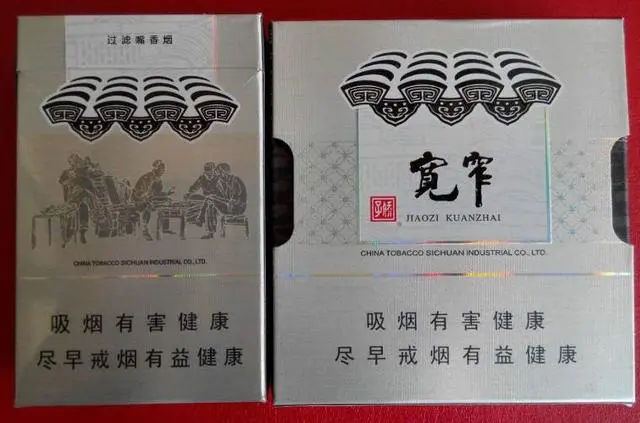 过滤嘴香烟
CHINA TOBACCO SICHUAN INDUSTRIAL CO., LTD.
吸烟有害健康
尽早戒烟有益健康
宽窄
娇子
JIAOZI KUANZHAI
CHINA TOBACCO SICHUAN INDUSTRIAL CO., LTD.
吸烟有害健康
尽早戒烟有益健康